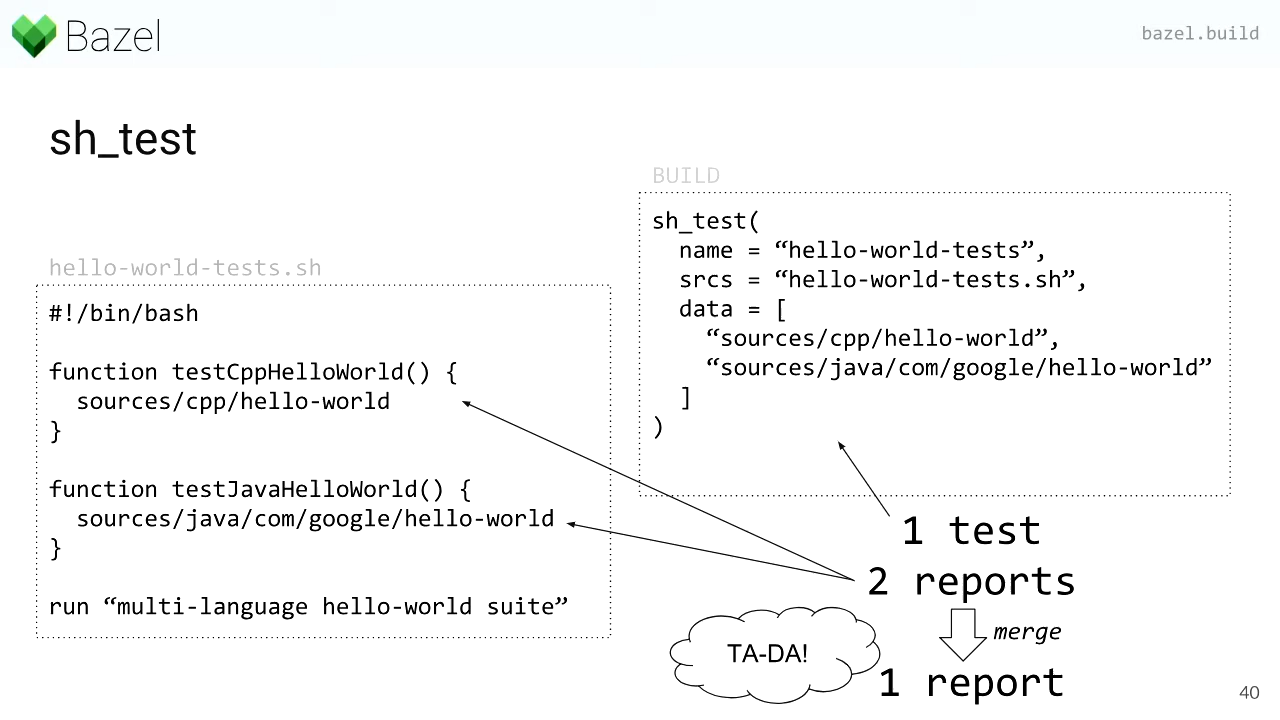 Bazel
bazel.build
sh_test
hello-world-tests.sh
#!/bin/bash
function testCppHelloWorld() {
  sources/cpp/hello-world
}
function testJavaHelloWorld() {
  sources/java/com/google/hello-world
}
run “multi-language hello-world suite”
BUILD
sh_test(
  name = “hello-world-tests”,
  srcs = “hello-world-tests.sh”,
  data = [
    “sources/cpp/hello-world”,
    “sources/java/com/google/hello-world”
  ]
)
1 test
2 reports
merge
TA-DA!
1 report
40